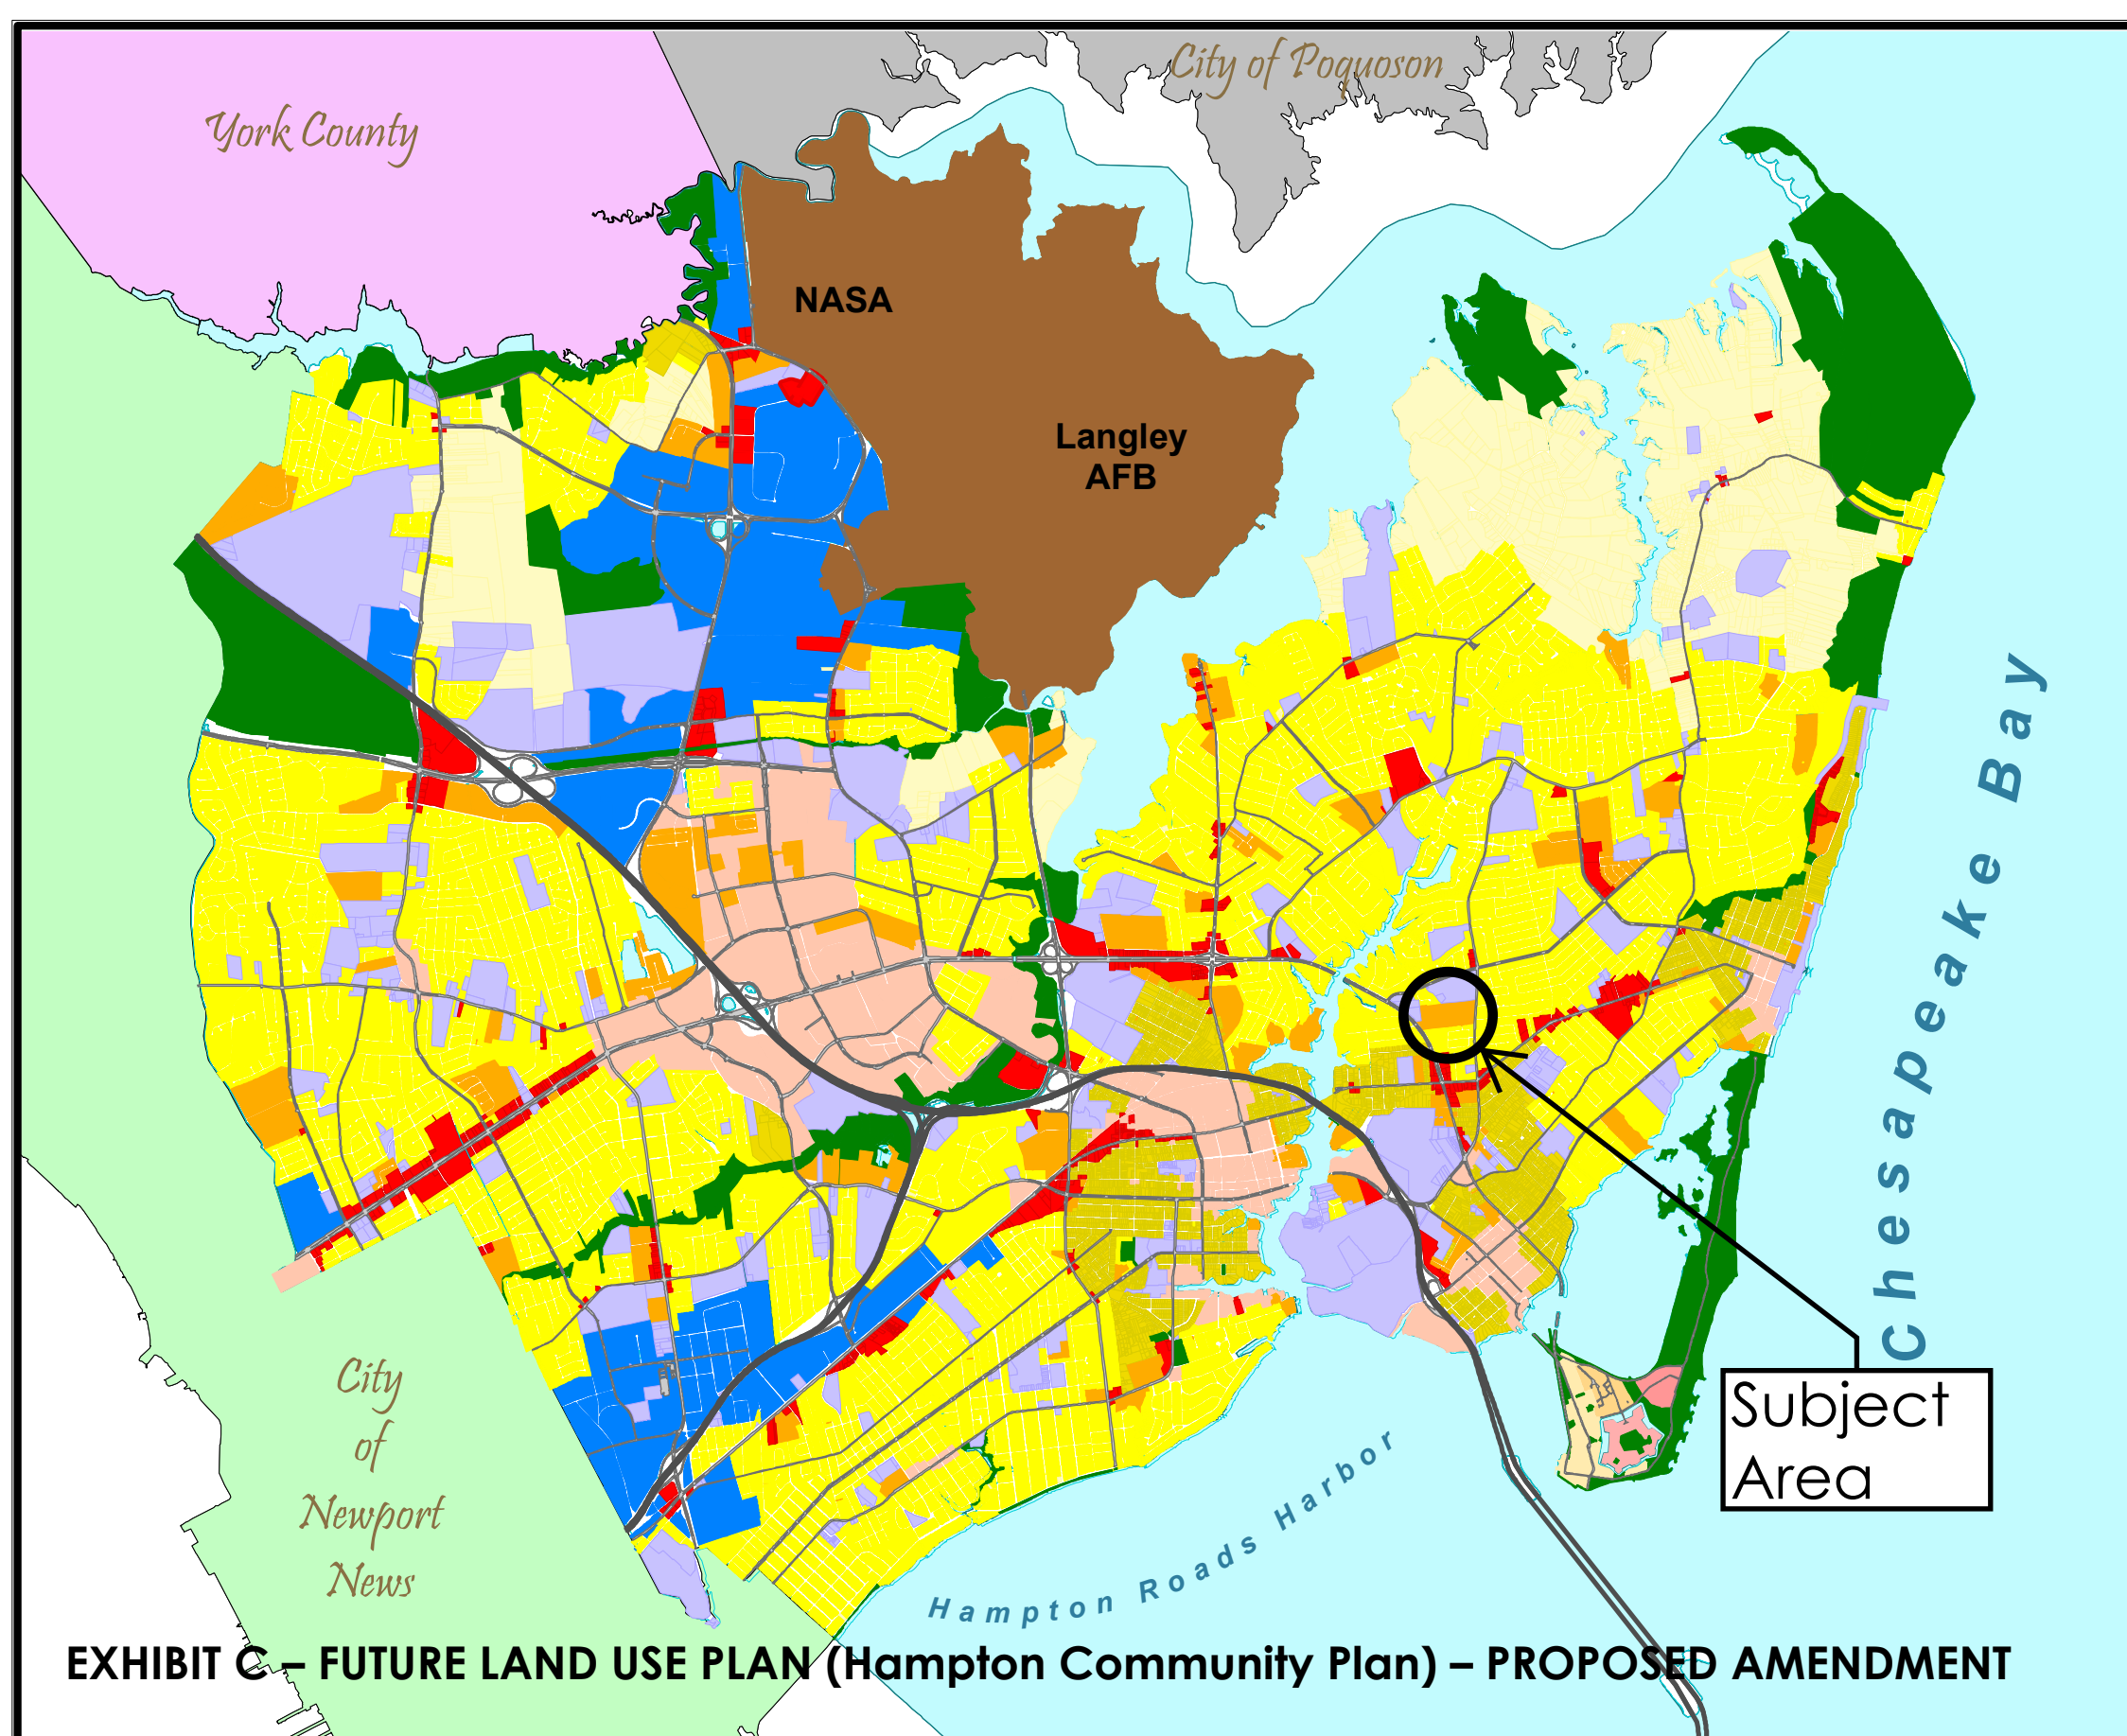 City of Poquoson
York County
NASA
Langley
AFB
Chesapeake Bay
City
of
Newport
News
Hampton Roads Harbor
Subject
Area
EXHIBIT C – FUTURE LAND USE PLAN (Hampton Community Plan) – PROPOSED AMENDMENT